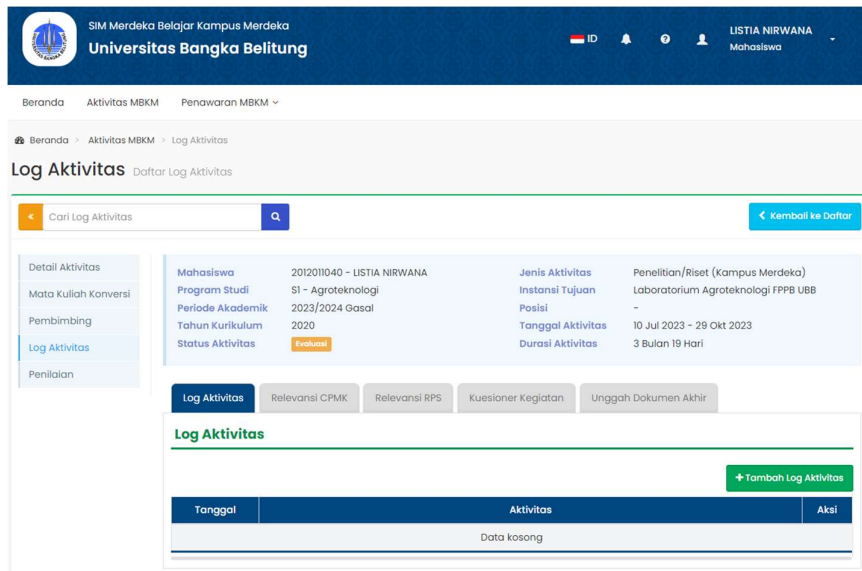 SIM Merdeka Belajar Kampus Merdeka
Universitas Bangka Belitung
ID
LISTIA NIRWANA
Mahasiswa
Beranda Aktivitas MBKM Penawaran MBKM
Beranda > Aktivitas MBKM > Log Aktivitas
Log Aktivitas Daftar Log Aktivitas
Cari Log Aktivitas
Kembali ke Daftar
Detail Aktivitas
Mata Kuliah Konversi
Pembimbing
Log Aktivitas
Penilaian
Mahasiswa 2012011040 - LISTIA NIRWANA Jenis Aktivitas Penelitian/Riset (Kampus Merdeka)
Program Studi S1 - Agroteknologi Instansi Tujuan Laboratorium Agroteknologi FPPB UBB
Periode Akademik 2023/2024 Gasal Posisi -
Tahun Kurikulum 2020 Tanggal Aktivitas 10 Jul 2023 - 29 Okt 2023
Status Aktivitas Evaluasi Durasi Aktivitas 3 Bulan 19 Hari
Log Aktivitas Relevansi CPMK Relevansi RPS Kuesioner Kegiatan Unggah Dokumen Akhir
Log Aktivitas
+ Tambah Log Aktivitas
Tanggal Aktivitas Aksi
Data kosong